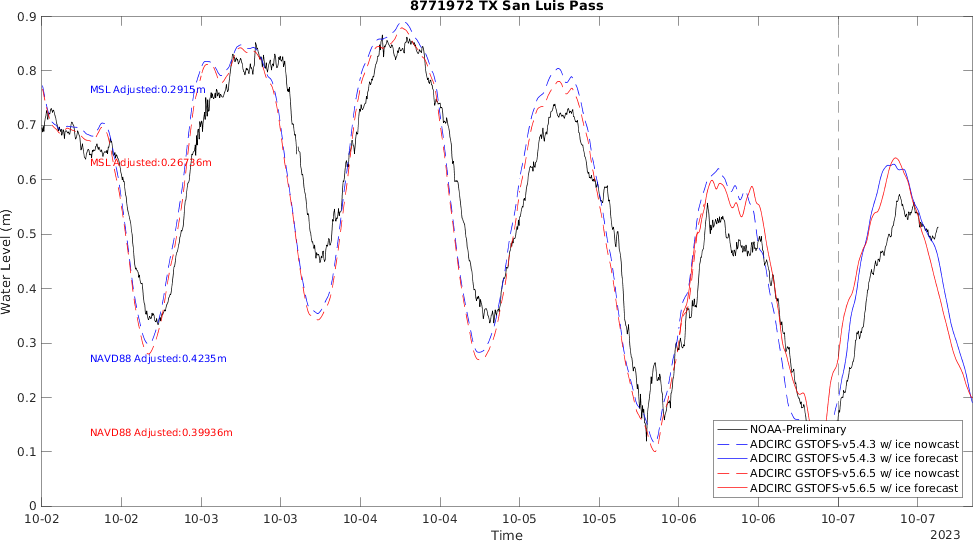 8771972 TX San Luis Pass
0.9
0.8
0.7
0.6
0.5
0.4
0.3
0.2
0.1
0
Water Level (m)
MSL Adjusted:0.2915m
MSL Adjusted:0.26736m
NAVD88 Adjusted:0.4235m
NAVD88 Adjusted:0.39936m
NOAA-Preliminary
ADCIRC GSTOFS-v5.4.3 w/ ice nowcast
ADCIRC GSTOFS-v5.4.3 w/ ice forecast
ADCIRC GSTOFS-v5.6.5 w/ ice nowcast
ADCIRC GSTOFS-v5.6.5 w/ ice forecast
10-02 10-02 10-03 10-03 10-04 10-04 10-05 10-05 10-06 10-06 10-07 10-07
Time
2023